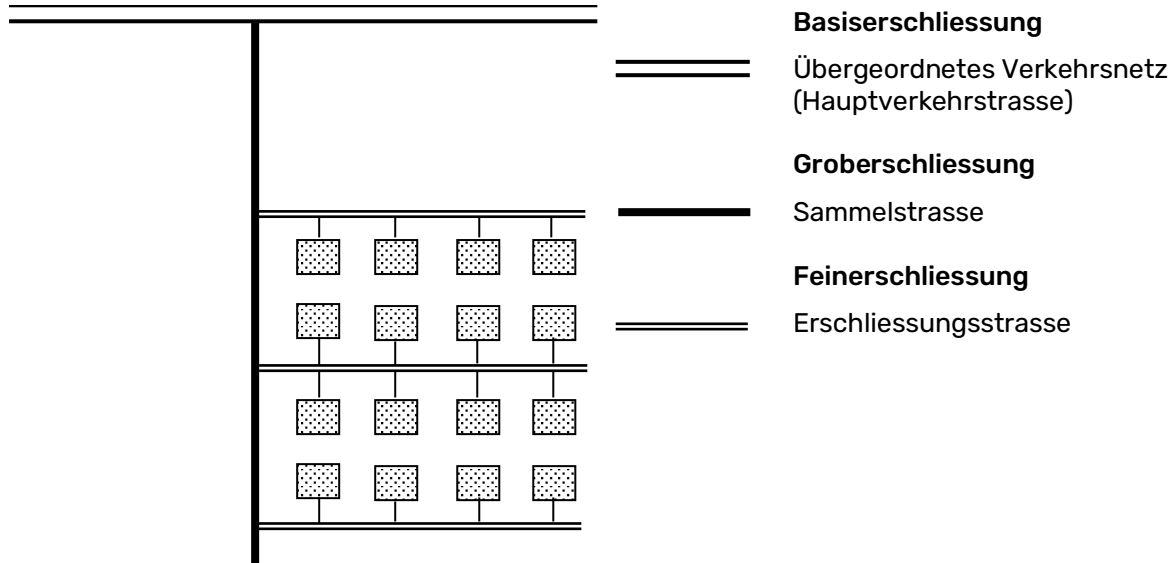 Basiserschliessung
Übergeordnetes Verkehrsnetz
(Hauptverkehrstrasse)
Groberschliessung
Sammelstrasse
Feinerschliessung
Erschliessungsstrasse